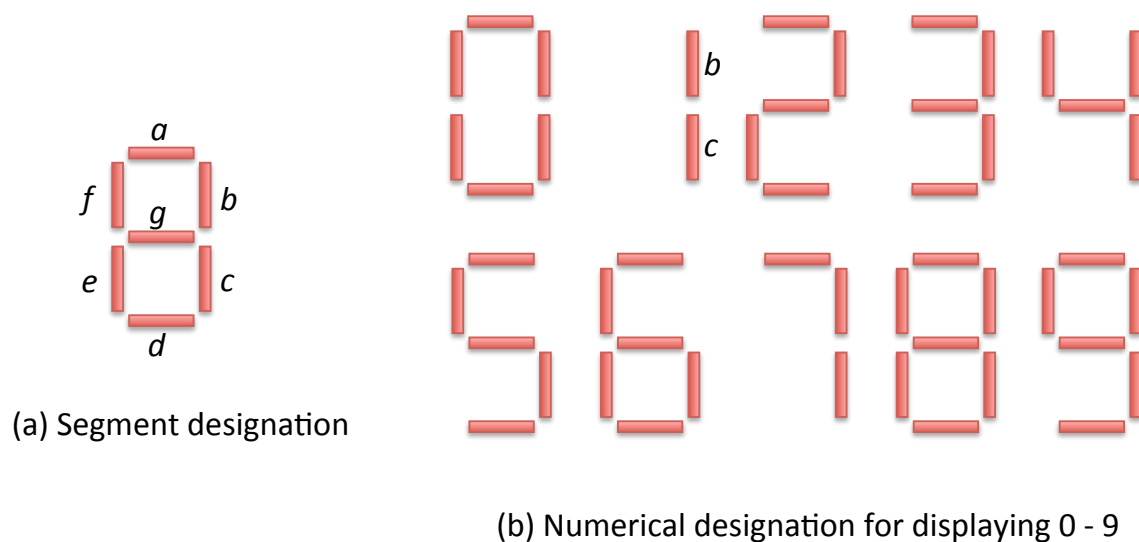 a
f
b
g
e
c
d
(a) Segment designation
b
c
(b) Numerical designation for displaying 0 - 9